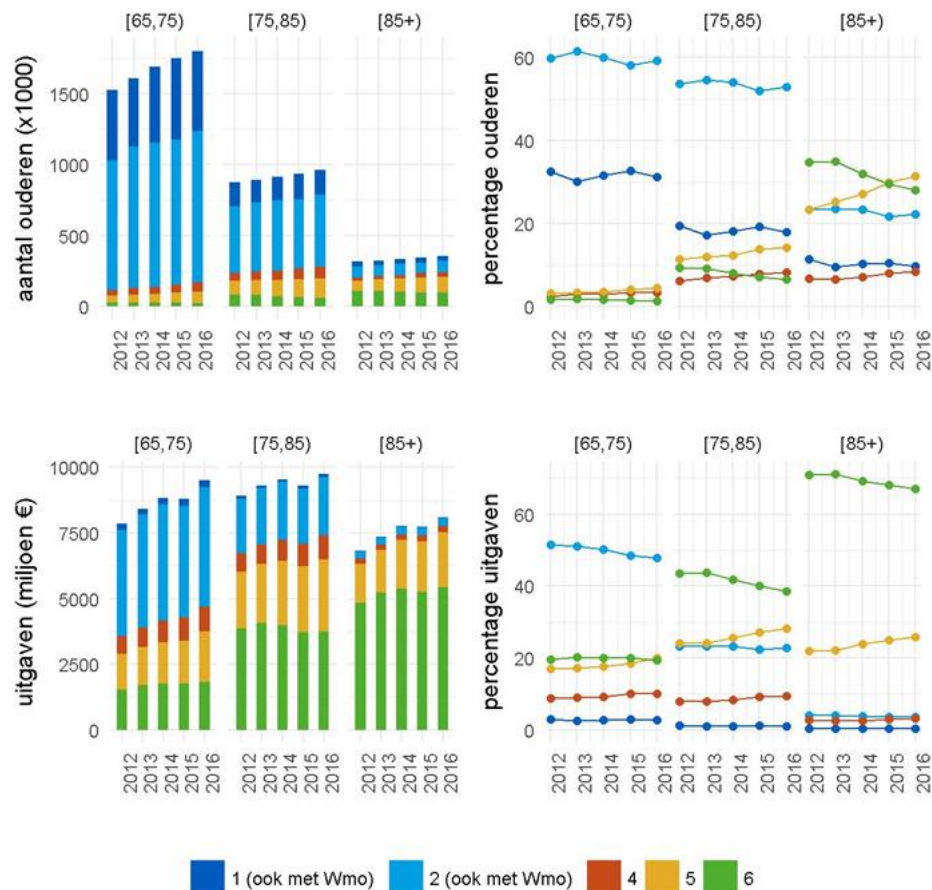 [65,75) [75,85) [85+)
aantal ouderen (x1000)
1500
1000
500
0
2012 2013 2014 2015 2016 2012 2013 2014 2015 2016 2012 2013 2014 2015 2016
[65,75) [75,85) [85+)
percentage ouderen
60
40
20
0
2012 2013 2014 2015 2016 2012 2013 2014 2015 2016 2012 2013 2014 2015 2016
[65,75) [75,85) [85+)
uitgaven (miljoen €)
10000
7500
5000
2500
0
2012 2013 2014 2015 2016 2012 2013 2014 2015 2016 2012 2013 2014 2015 2016
[65,75) [75,85) [85+)
percentage uitgaven
60
40
20
0
2012 2013 2014 2015 2016 2012 2013 2014 2015 2016 2012 2013 2014 2015 2016
1 (ook met Wmo) 2 (ook met Wmo) 4 5 6